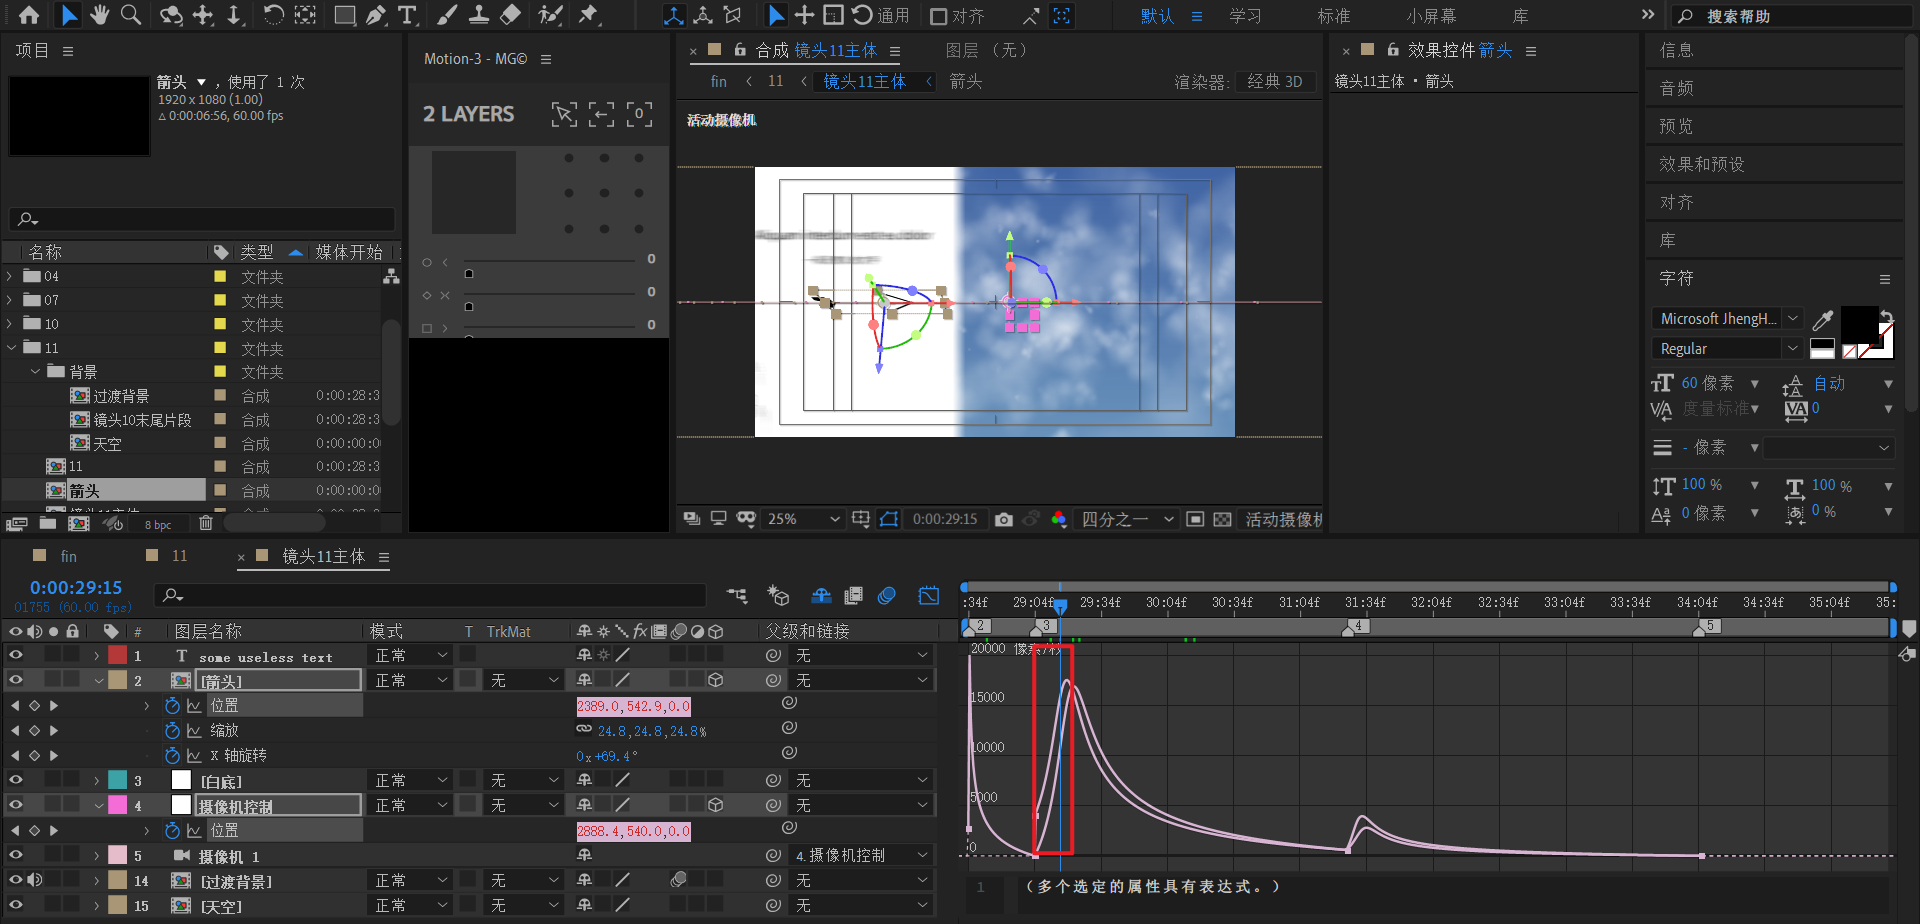 通用
对齐
默认
学习
标准
小屏幕
库
搜索帮助
项目
箭头 ▼ ，使用了 1 次
1920 x 1080 (1.00)
△ 0:00:06:56, 60.00 fps
名称 类型 媒体开始
04 文件夹
07 文件夹
10 文件夹
11 文件夹
背景 文件夹
过渡背景 合成 0:00:28:3
镜头10末尾片段 合成 0:00:28:3
天空 合成 0:00:00:0
11 合成 0:00:28:3
箭头 合成 0:00:00:0
8 bpc
Motion-3 - MG©
2 LAYERS
0
0
0
0
合成 镜头11主体
图层 （无）
fin
11
镜头11主体
箭头
渲染器:
经典 3D
活动摄像机
25%
0:00:29:15
四分之一
活动摄像机
效果控件 箭头
镜头11主体 · 箭头
信息
音频
预览
效果和预设
对齐
库
字符
Microsoft JhengH...
Regular
60 像素
自动
度量标准
0
- 像素
100 %
100 %
0 像素
0 %
fin
11
镜头11主体
0:00:29:15
01755 (60.00 fps)
# 图层名称 模式 T TrkMat 父级和链接
1 T some useless text 正常 无
2 [箭头] 正常 无 无
位置 2389.0,542.9,0.0
缩放 24.8,24.8,24.8%
X 轴旋转 0x+69.4°
3 [白底] 正常 无 无
4 摄像机控制 正常 无 无
位置 2888.4,540.0,0.0
5 摄像机 1 4.摄像机控制
14 [过渡背景] 正常 无 无
15 [天空] 正常 无 无
:34f 29:04f 29:34f 30:04f 30:34f 31:04f 31:34f 32:04f 32:34f 33:04f 33:34f 34:04f 34:34f 35:04f 35:
2 3 4 5
20000 像素/秒
15000
10000
5000
0
1 （多个选定的属性具有表达式。）